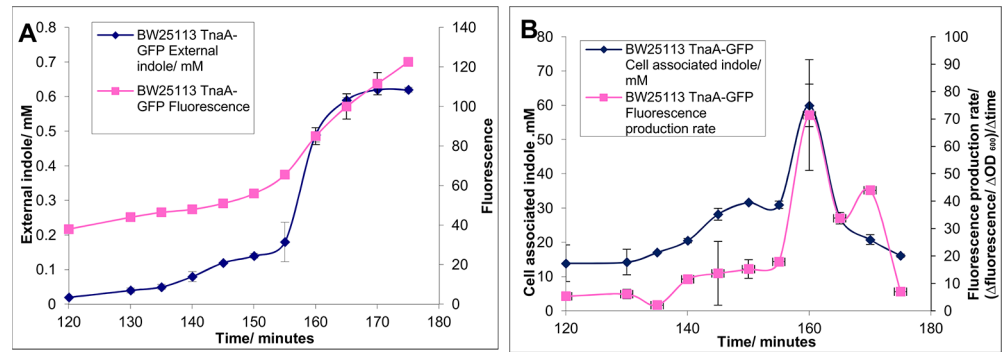 A
0.8
0.7
0.6
0.5
0.4
0.3
0.2
0.1
0
External indole/ mM
BW25113 TnaA-
GFP External
indole/ mM
BW25113 TnaA-
GFP Fluorescence
140
120
100
80
60
40
20
0
Fluorescence
120 130 140 150 160 170 180
Time/ minutes
B
80
70
60
50
40
30
20
10
0
Cell associated indole ,mM
BW25113 TnaA-GFP
Cell associated indole/
mM
BW25113 TnaA-GFP
Fluorescence
production rate
100
90
80
70
60
50
40
30
20
10
0
Fluorescence production rate/
(Δfluorescence/ ΔOD 600)/Δtime
120 140 160 180
Time/ minutes